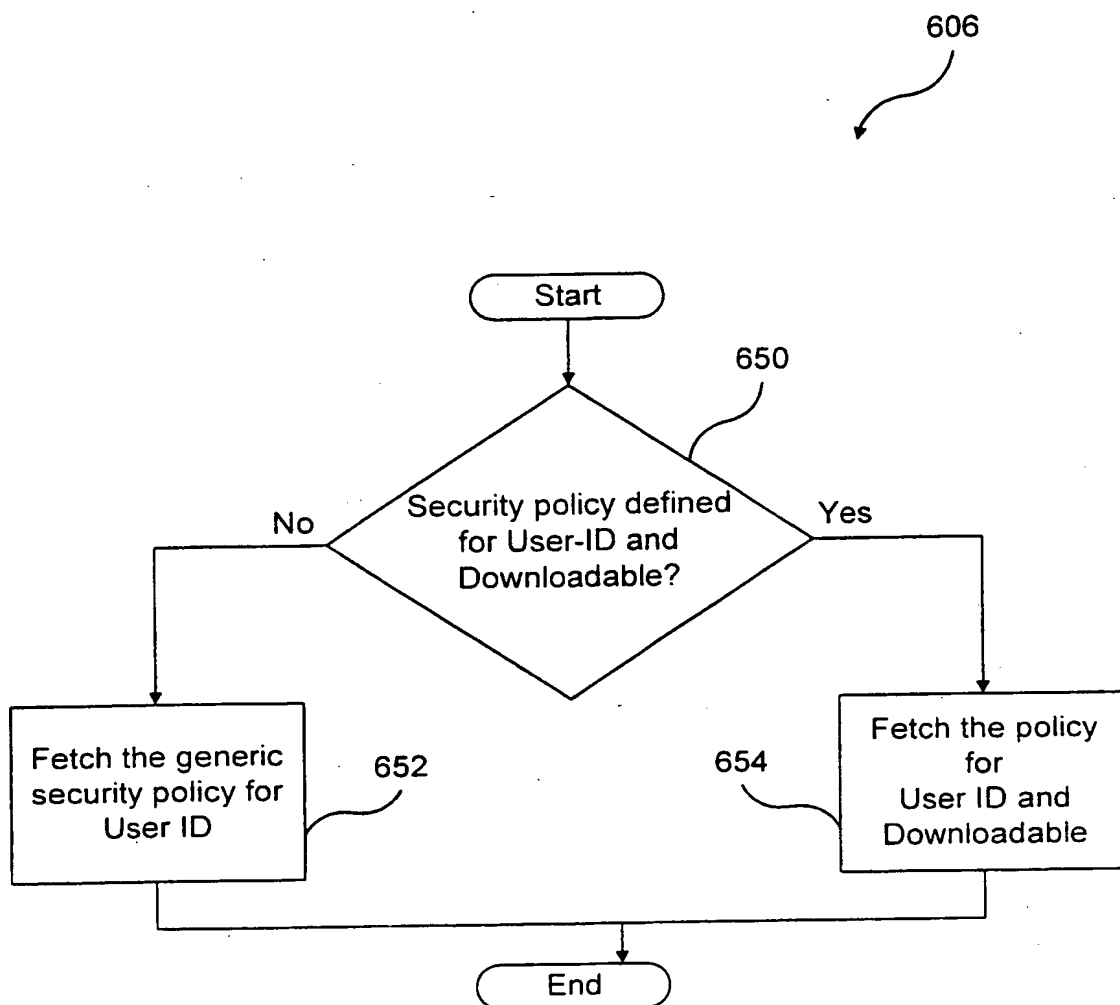 606
Start
650
Security policy defined
for User-ID and
Downloadable?
No
Yes
Fetch the generic
security policy for
User ID
652
654
Fetch the policy
for
User ID and
Downloadable
End